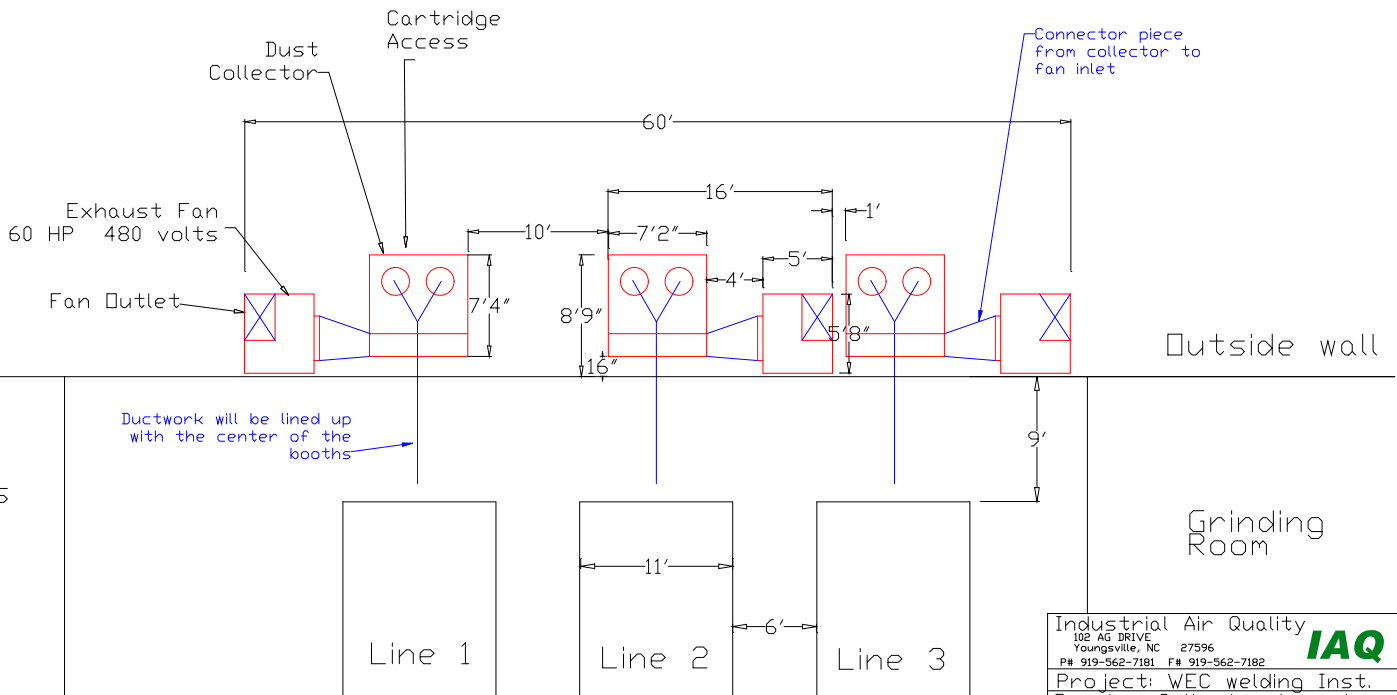 Cartridge
Access
Dust
Collector
Connector piece
from collector to
fan inlet
60'
16'
1'
Exhaust Fan
60 HP 480 volts
10'
7'2"
5'
4'
Fan Outlet
7'4"
8'9"
5'8"
16"
Outside wall
Ductwork will be lined up
with the center of the
booths
9'
Grinding
Room
11'
6'
Line 1
Line 2
Line 3
Industrial Air Quality
102 AG DRIVE
Youngsville, NC 27596
P# 919-562-7181 F# 919-562-7182
IAQ
Project: WEC welding Inst.